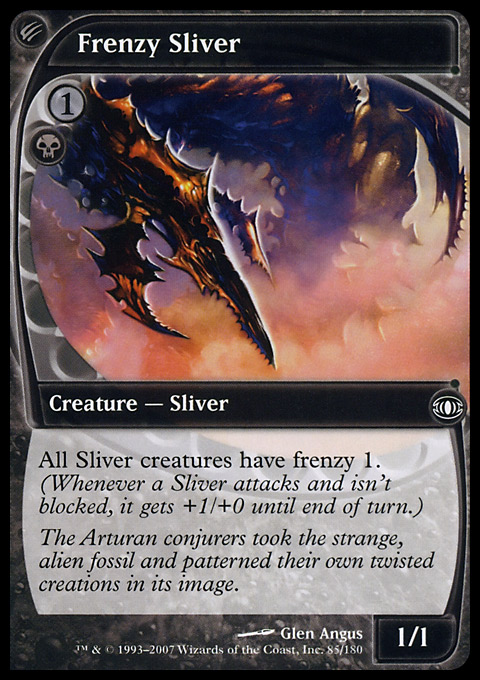 Frenzy Sliver
1
Creature — Sliver
All Sliver creatures have frenzy 1.
(Whenever a Sliver attacks and isn't
blocked, it gets +1/+0 until end of turn.)
The Arturan conjurers took the strange,
alien fossil and patterned their own twisted
creations in its image.
Glen Angus
™ & © 1993–2007 Wizards of the Coast, Inc. 85/180
1/1